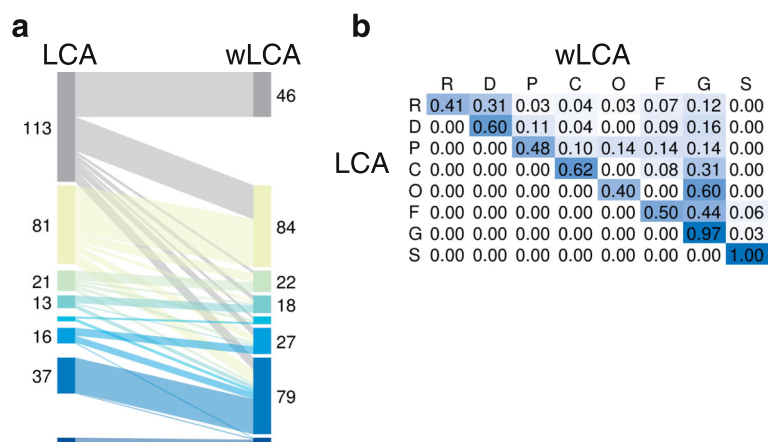 a
LCA
wLCA
113
81
21
13
16
37
46
84
22
18
27
79
b
wLCA
R D P C O F G S
LCA
R 0.41 0.31 0.03 0.04 0.03 0.07 0.12 0.00
D 0.00 0.60 0.11 0.04 0.00 0.09 0.16 0.00
P 0.00 0.00 0.48 0.10 0.14 0.14 0.14 0.00
C 0.00 0.00 0.00 0.62 0.00 0.08 0.31 0.00
O 0.00 0.00 0.00 0.00 0.40 0.00 0.60 0.00
F 0.00 0.00 0.00 0.00 0.00 0.50 0.44 0.06
G 0.00 0.00 0.00 0.00 0.00 0.00 0.97 0.03
S 0.00 0.00 0.00 0.00 0.00 0.00 0.00 1.00